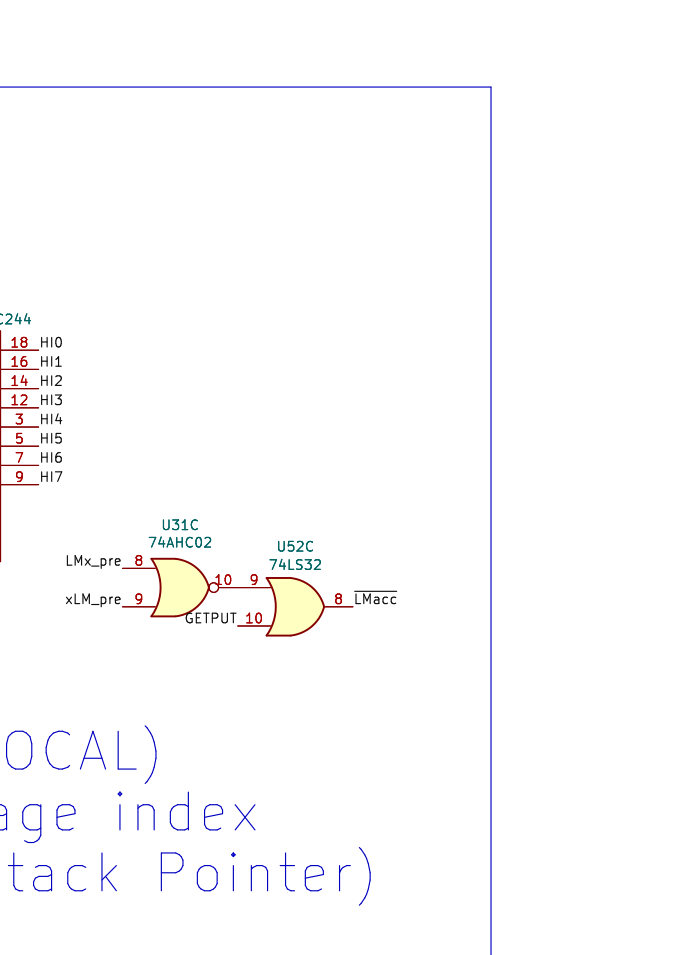 C244
18 HI0
16 HI1
14 HI2
12 HI3
3 HI4
5 HI5
7 HI6
9 HI7
U31C
74AHC02
U52C
74LS32
LMx_pre 8
10 9
xLM_pre 9
8 L̅M̅a̅c̅c̅
GETPUT 10
OCAL)
age index
tack Pointer)